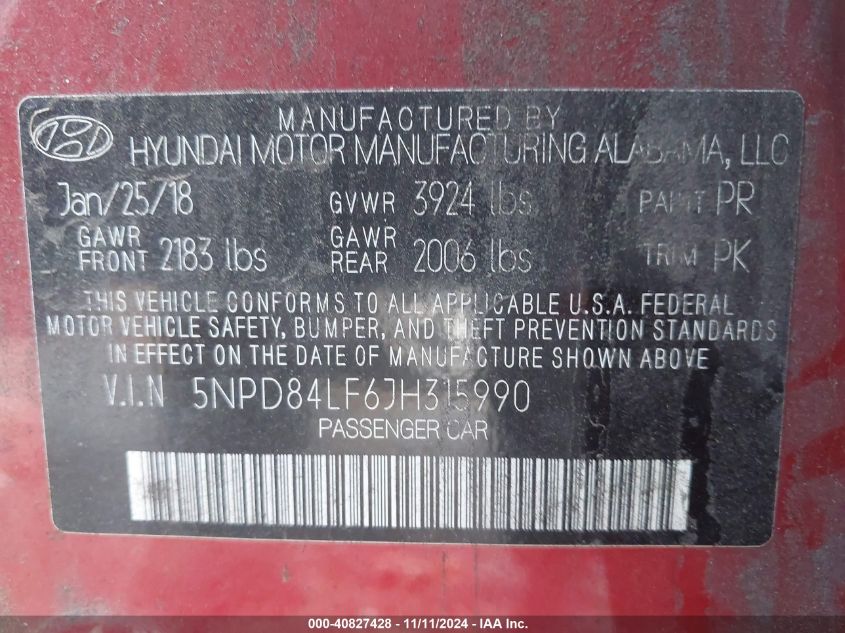 MANUFACTURED BY
HYUNDAI MOTOR MANUFACTURING ALABAMA, LLC
Jan/25/18 GVWR 3924 lbs PAINT PR
GAWR FRONT 2183 lbs GAWR REAR 2006 lbs TRIM PK
THIS VEHICLE CONFORMS TO ALL APPLICABLE U.S.A. FEDERAL
MOTOR VEHICLE SAFETY, BUMPER, AND THEFT PREVENTION STANDARDS
IN EFFECT ON THE DATE OF MANUFACTURE SHOWN ABOVE.
V.I.N 5NPD84LF6JH315990
PASSENGER CAR
000-40827428 - 11/11/2024 - IAA Inc.